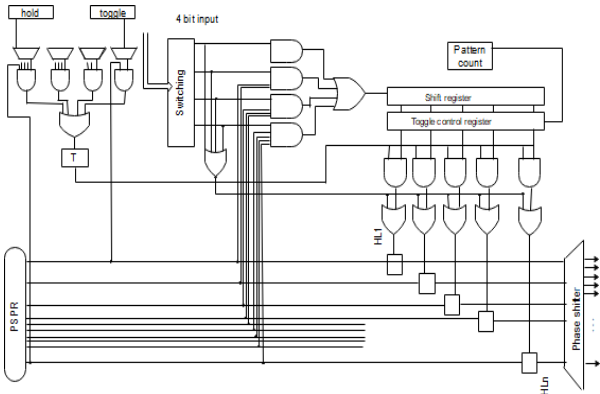 hold
toggle
4 bit input
Switching
Pattern
count
Shift register
Toggle control register
T
HL1
PSPR
Phase shifter
HLn